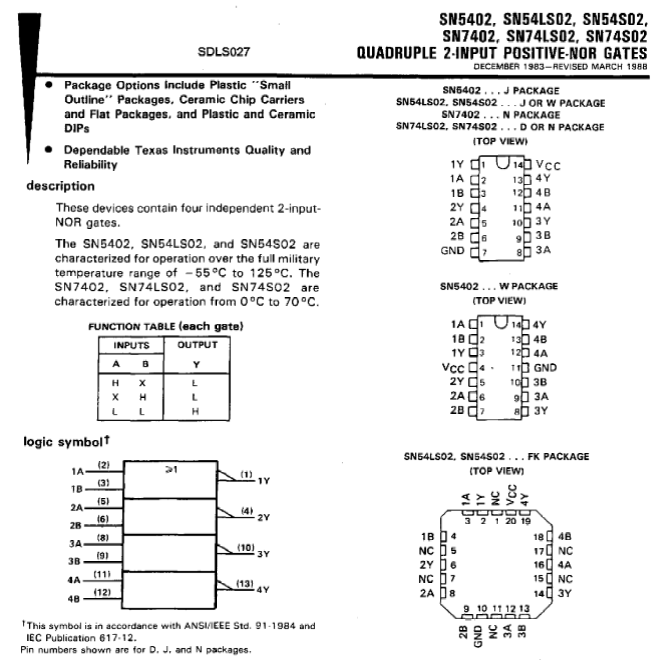 SN5402, SN54LS02, SN54S02,
SN7402, SN74LS02, SN74S02
QUADRUPLE 2-INPUT POSITIVE-NOR GATES
SDLS027
DECEMBER 1983—REVISED MARCH 1988
● Package Options Include Plastic "Small
Outline" Packages, Ceramic Chip Carriers
and Flat Packages, and Plastic and Ceramic
DIPs
● Dependable Texas Instruments Quality and
Reliability
description
These devices contain four independent 2-input-
NOR gates.
The SN5402, SN54LS02, and SN54S02 are
characterized for operation over the full military
temperature range of −55°C to 125°C. The
SN7402, SN74LS02, and SN74S02 are
characterized for operation from 0°C to 70°C.
FUNCTION TABLE (each gate)
INPUTS OUTPUT
A B Y
H X L
X H L
L L H
logic symbol†
≥1
1A (2)
1B (3)
(1) 1Y
2A (5)
2B (6)
(4) 2Y
3A (8)
3B (9)
(10) 3Y
4A (11)
4B (12)
(13) 4Y
†This symbol is in accordance with ANSI/IEEE Std. 91-1984 and
IEC Publication 617-12.
Pin numbers shown are for D, J, and N packages.
SN5402 . . . J PACKAGE
SN54LS02, SN54S02 . . . J OR W PACKAGE
SN7402 . . . N PACKAGE
SN74LS02, SN74S02 . . . D OR N PACKAGE
(TOP VIEW)
1Y 1 14 VCC
1A 2 13 4Y
1B 3 12 4B
2Y 4 11 4A
2A 5 10 3Y
2B 6 9 3B
GND 7 8 3A
SN5402 . . . W PACKAGE
(TOP VIEW)
1A 1 14 4Y
1B 2 13 4B
1Y 3 12 4A
VCC 4 11 GND
2Y 5 10 3B
2A 6 9 3A
2B 7 8 3Y
SN54LS02, SN54S02 . . . FK PACKAGE
(TOP VIEW)
1A 1Y NC VCC 4Y
3 2 1 20 19
1B 4 18 4B
NC 5 17 NC
2Y 6 16 4A
NC 7 15 NC
2A 8 14 3Y
9 10 11 12 13
2B GND NC 3A 3B